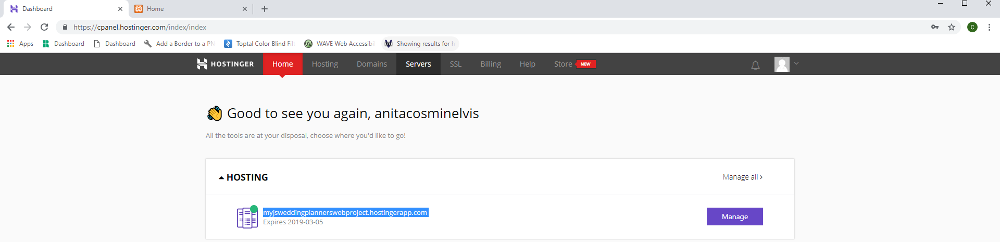 Dashboard
Home
https://cpanel.hostinger.com/index/index
C
Apps
Dashboard
Dashboard
Add a Border to a PN
Toptal Color Blind Filt
WAVE Web Accessibil
Showing results for h
HOSTINGER
Home
Hosting
Domains
Servers
SSL
Billing
Help
Store
NEW
Good to see you again, anitacosminelvis
All the tools are at your disposal, choose where you'd like to go!
HOSTING
Manage all
myjsweddingplannerswebproject.hostingerapp.com
Expires 2019-03-05
Manage